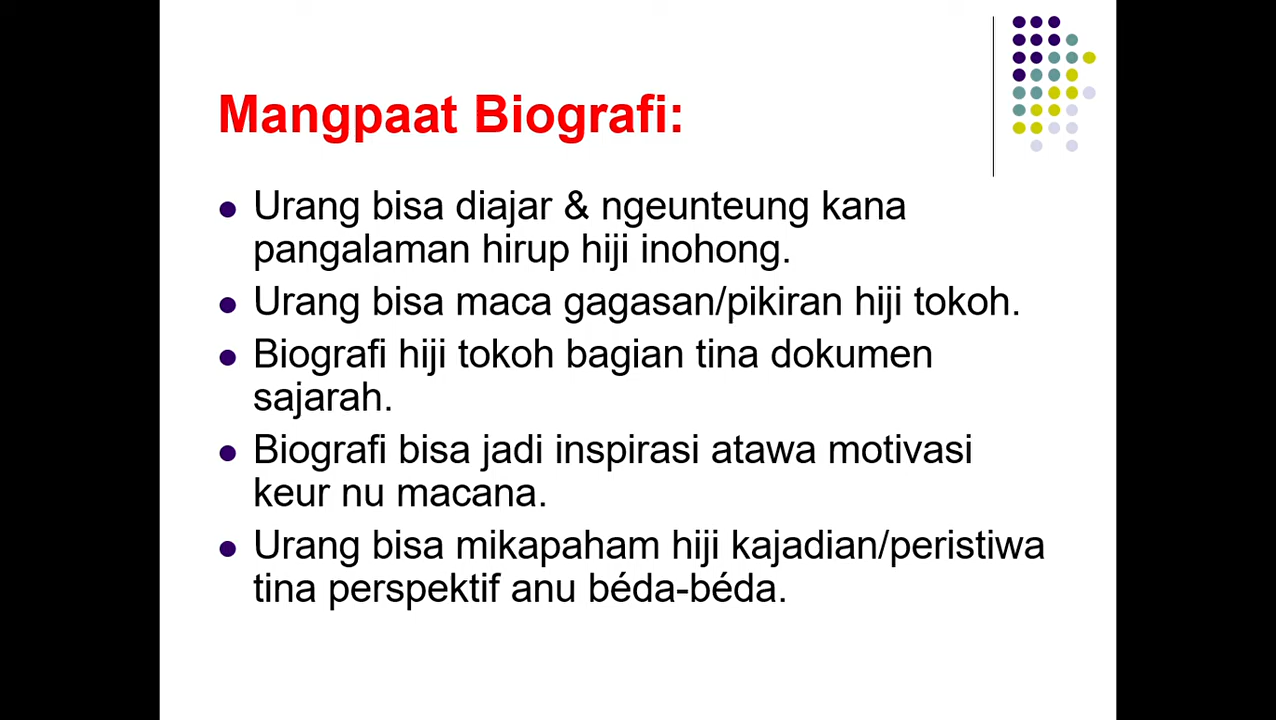 Mangpaat Biografi:
Urang bisa diajar & ngeunteung kana
pangalaman hirup hiji inohong.
Urang bisa maca gagasan/pikiran hiji tokoh.
Biografi hiji tokoh bagian tina dokumen
sajarah.
Biografi bisa jadi inspirasi atawa motivasi
keur nu macana.
Urang bisa mikapaham hiji kajadian/peristiwa
tina perspektif anu béda-béda.